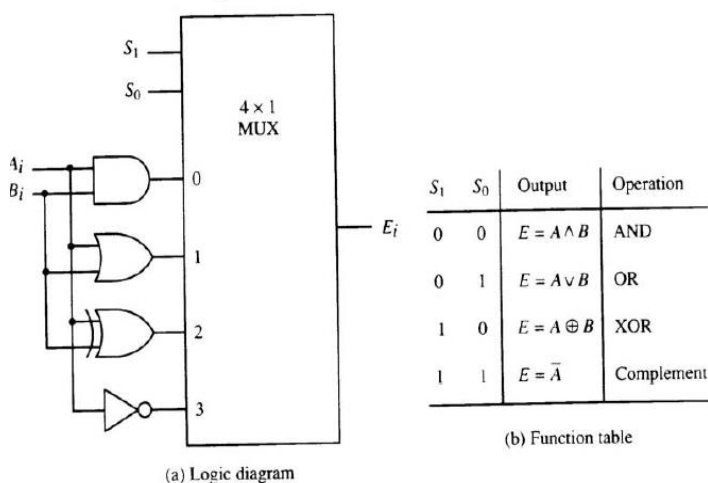 S₁
S₀
4 × 1
MUX
Aᵢ
Bᵢ
0
1
2
3
Eᵢ
(a) Logic diagram
S₁ S₀ Output Operation
0 0 E = A ∧ B AND
0 1 E = A ∨ B OR
1 0 E = A ⊕ B XOR
1 1 E = A̅ Complement
(b) Function table